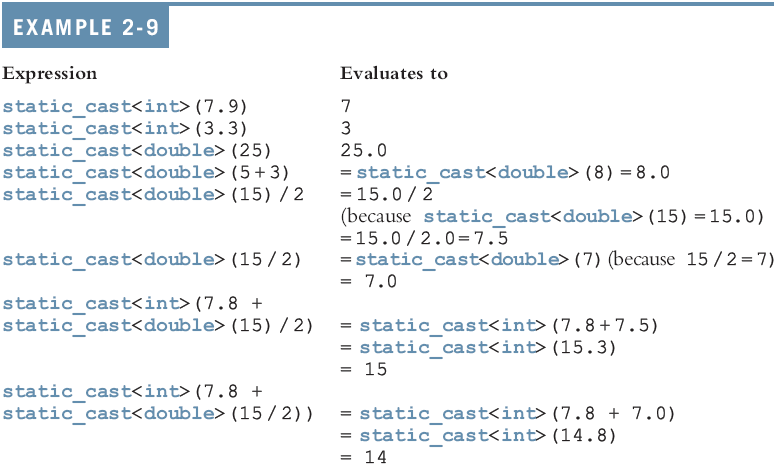 EXAMPLE 2-9
Expression Evaluates to
static_cast<int>(7.9) 7
static_cast<int>(3.3) 3
static_cast<double>(25) 25.0
static_cast<double>(5+3) =static_cast<double>(8)=8.0
static_cast<double>(15)/2 =15.0/2
(because static_cast<double>(15)=15.0)
=15.0/2.0=7.5
static_cast<double>(15/2) =static_cast<double>(7)(because 15/2=7)
= 7.0
static_cast<int>(7.8 +
static_cast<double>(15)/2) = static_cast<int>(7.8+7.5)
= static_cast<int>(15.3)
= 15
static_cast<int>(7.8 +
static_cast<double>(15/2)) = static_cast<int>(7.8 + 7.0)
= static_cast<int>(14.8)
= 14